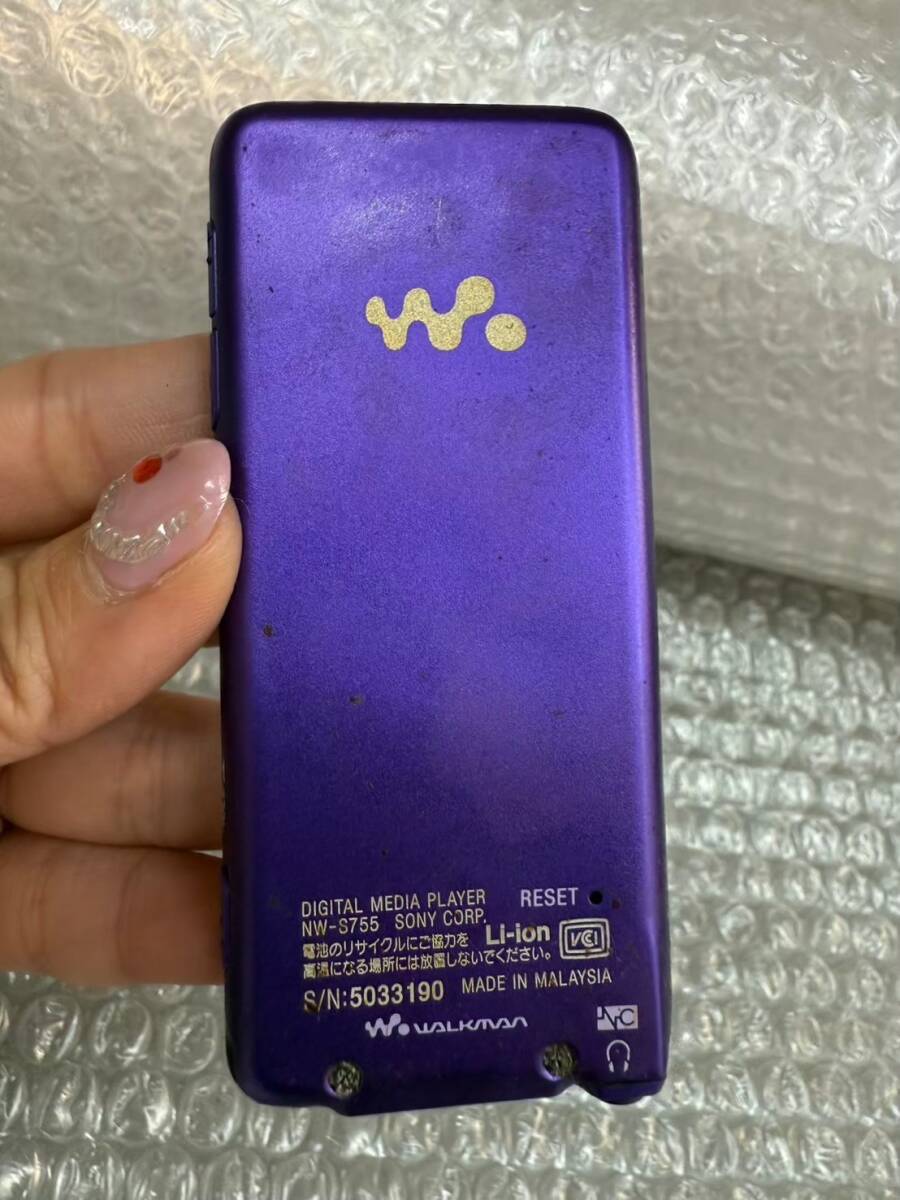 DIGITAL MEDIA PLAYER RESET
NW-S755 SONY CORP.
電池のリサイクルにご協力を Li-ion VCI
高温になる場所には放置しないでください。
S/N:5033190 MADE IN MALAYSIA
W. WALKMAN NC